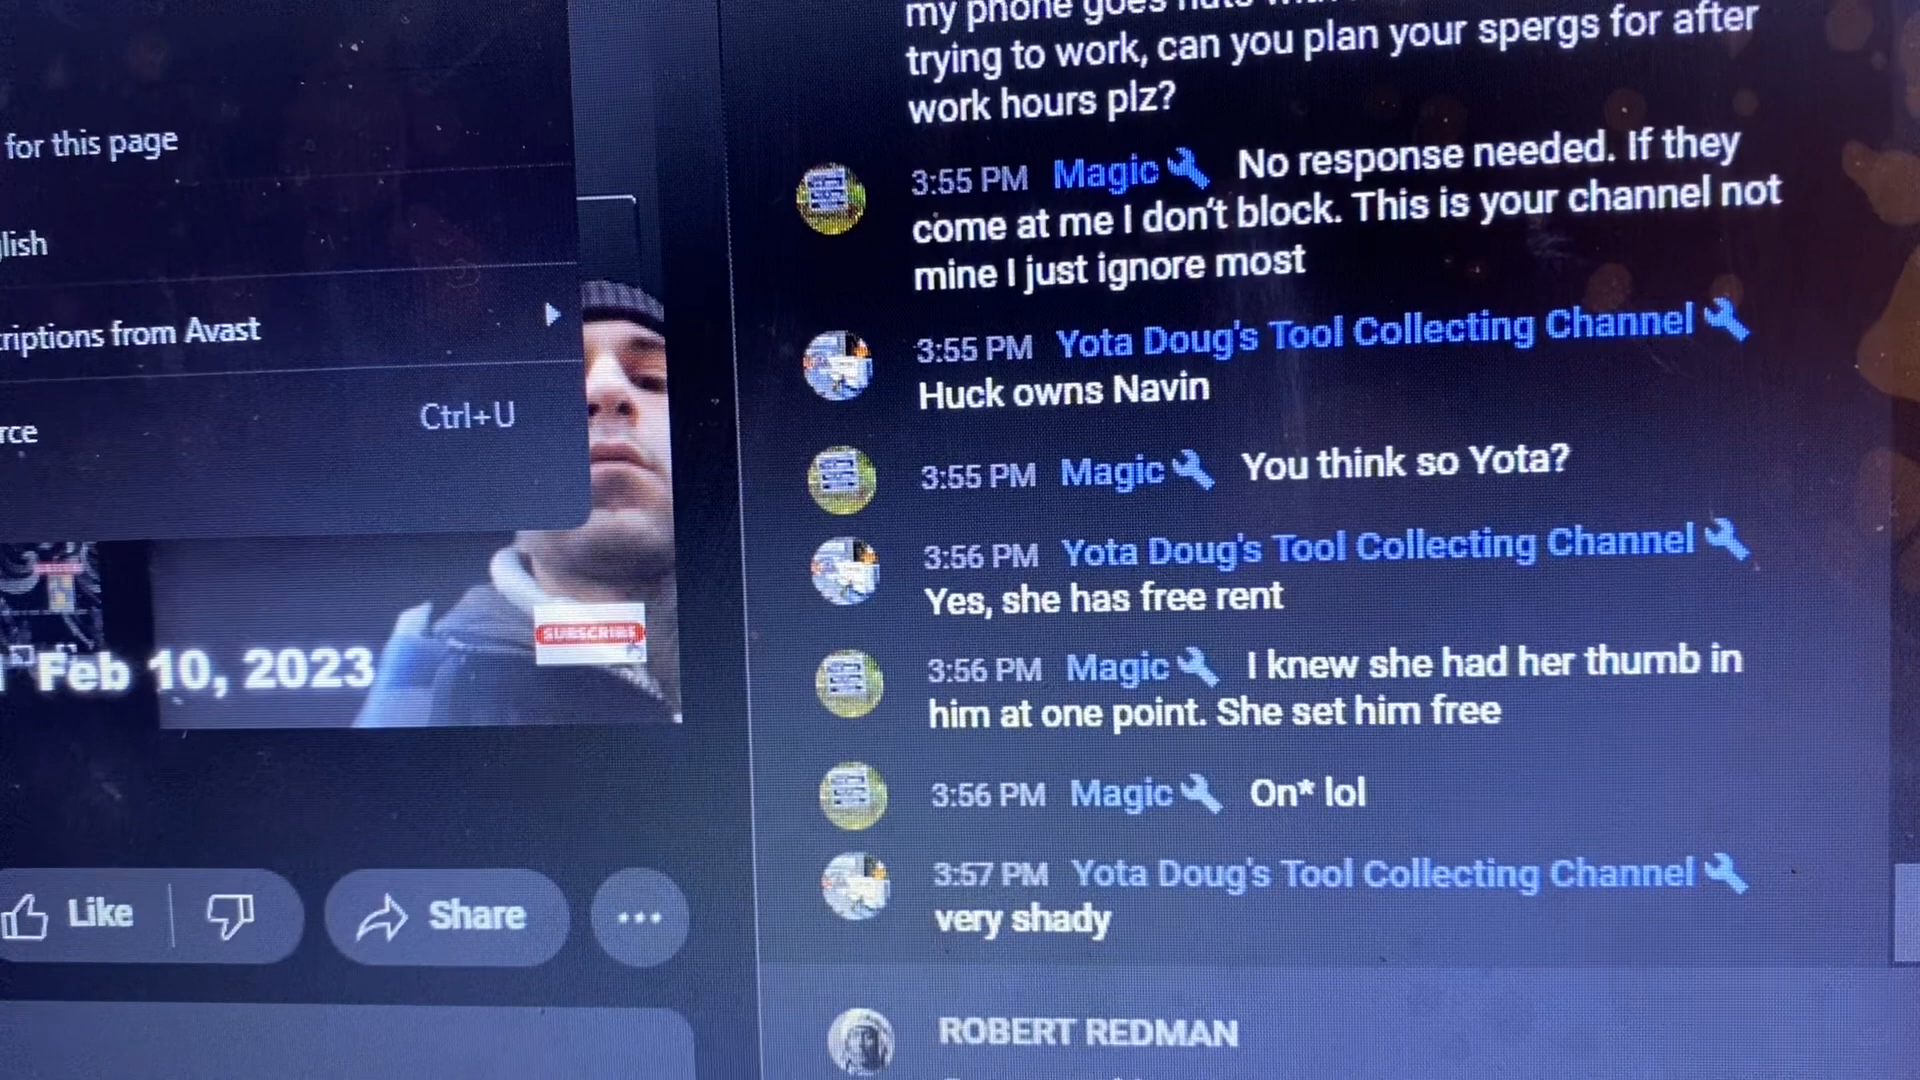 for this page
lish
riptions from Avast
rce
Ctrl+U
Feb 10, 2023
SUBSCRIBE
Like
Share
my phone goes
trying to work, can you plan your spergs for after
work hours plz?
3:55 PM Magic No response needed. If they
come at me I don't block. This is your channel not
mine I just ignore most
3:55 PM Yota Doug's Tool Collecting Channel
Huck owns Navin
3:55 PM Magic You think so Yota?
3:56 PM Yota Doug's Tool Collecting Channel
Yes, she has free rent
3:56 PM Magic I knew she had her thumb in
him at one point. She set him free
3:56 PM Magic On* lol
3:57 PM Yota Doug's Tool Collecting Channel
very shady
ROBERT REDMAN